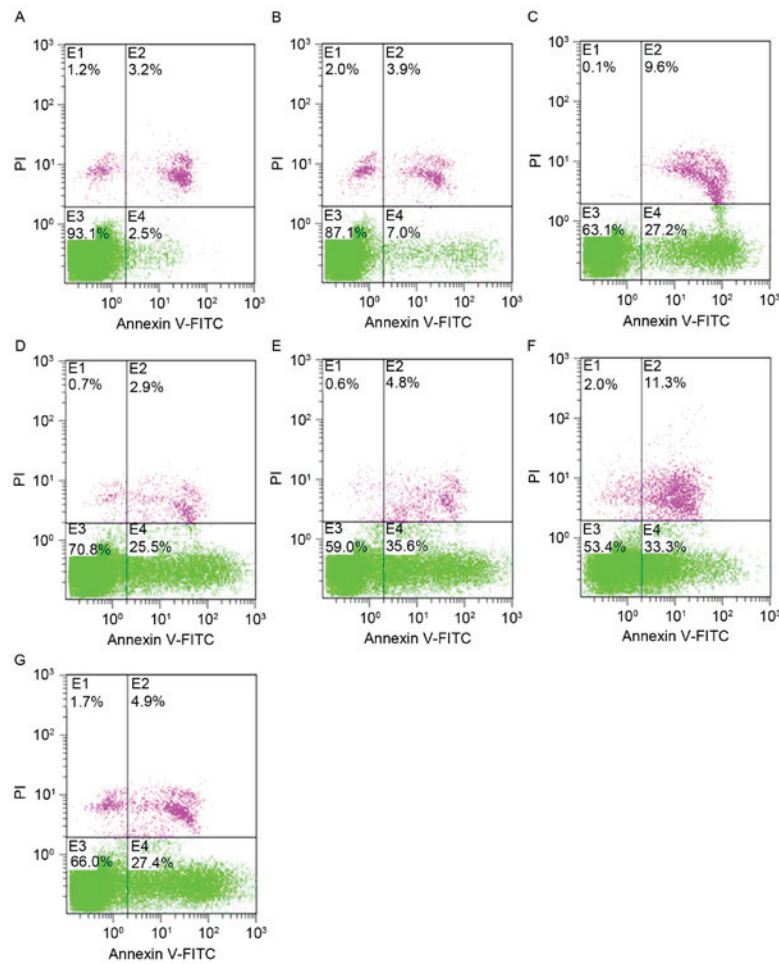 A
10³
10²
10¹
10⁰
PI
E1
1.2%
E2
3.2%
E3
93.1%
E4
2.5%
10⁰ 10¹ 10² 10³
Annexin V-FITC
B
10³
10²
10¹
10⁰
PI
E1
2.0%
E2
3.9%
E3
87.1%
E4
7.0%
10⁰ 10¹ 10² 10³
Annexin V-FITC
C
10³
10²
10¹
10⁰
PI
E1
0.1%
E2
9.6%
E3
63.1%
E4
27.2%
10⁰ 10¹ 10² 10³
Annexin V-FITC
D
10³
10²
10¹
10⁰
PI
E1
0.7%
E2
2.9%
E3
70.8%
E4
25.5%
10⁰ 10¹ 10² 10³
Annexin V-FITC
E
10³
10²
10¹
10⁰
PI
E1
0.6%
E2
4.8%
E3
59.0%
E4
35.6%
10⁰ 10¹ 10² 10³
Annexin V-FITC
F
10³
10²
10¹
10⁰
PI
E1
2.0%
E2
11.3%
E3
53.4%
E4
33.3%
10⁰ 10¹ 10² 10³
Annexin V-FITC
G
10³
10²
10¹
10⁰
PI
E1
1.7%
E2
4.9%
E3
66.0%
E4
27.4%
10⁰ 10¹ 10² 10³
Annexin V-FITC